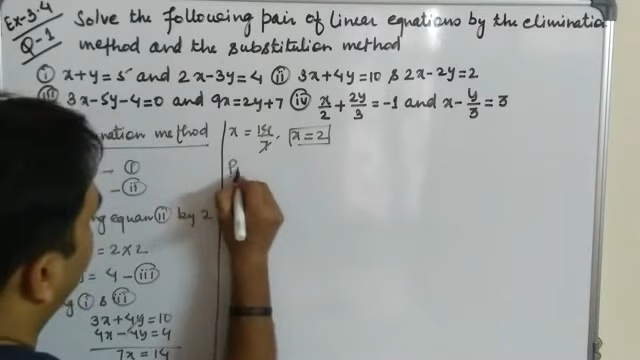 Ex-3.4
Q-1
Solve the following pair of linear equations by the elimination
method and the substitution method
(i) x+y=5 and 2x-3y=4 (ii) 3x+4y=10 & 2x-2y=2
(iii) 3x-5y-4=0 and 9x=2y+7 (iv) x/2+2y/3=-1 and x-y/3=3
nation method
→ (i)
- (ii)
equan (ii) by 2
= 2×2
= 4 - (iii)
(i) & (iii)
3x+4y=10
4x-4y=4
7x=14
x = 14/7, x=2
P